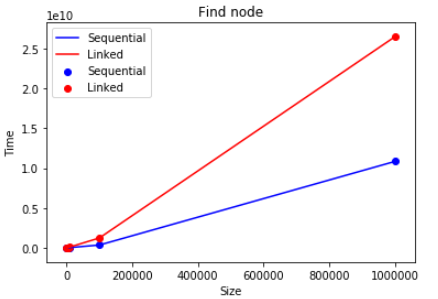 Find node
1e10
Sequential
Linked
Sequential
Linked
2.5
2.0
1.5
1.0
0.5
0.0
Time
0 200000 400000 600000 800000 1000000
Size